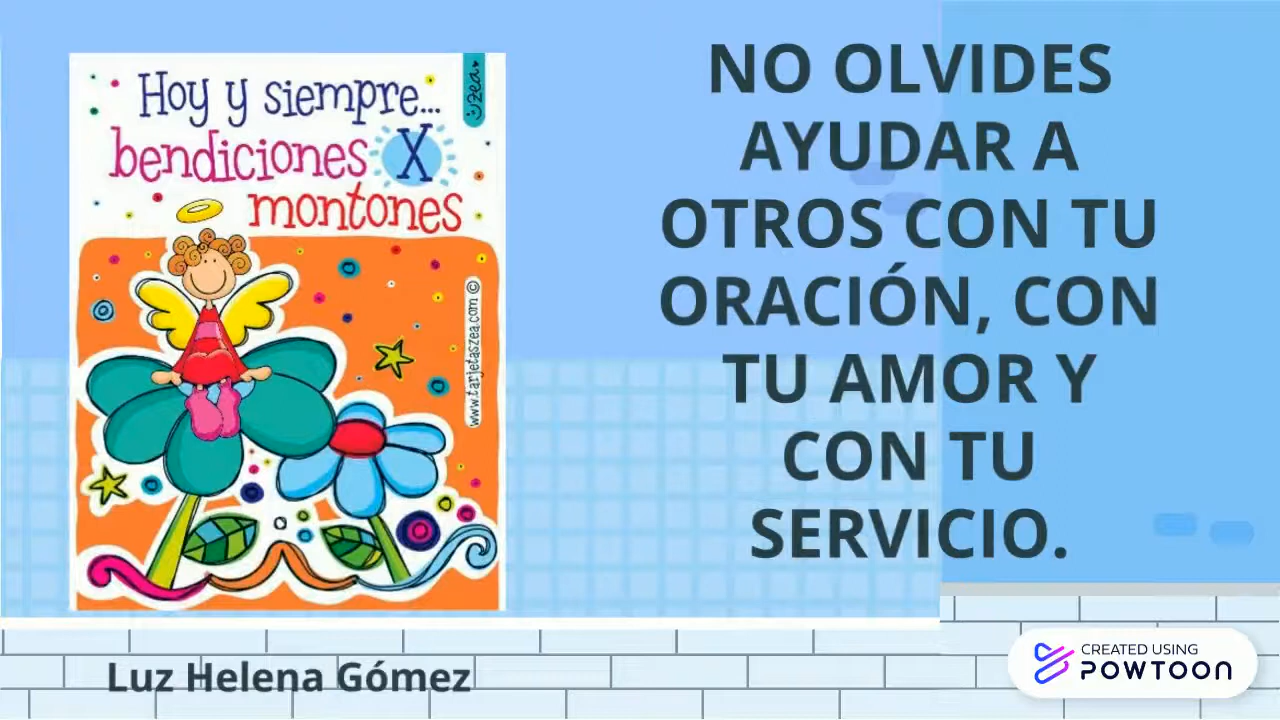 Hoy y siempre...
bendiciones X
montones
zea
www.tarjetaszea.com ©
NO OLVIDES
AYUDAR A
OTROS CON TU
ORACIÓN, CON
TU AMOR Y
CON TU
SERVICIO.
Luz Helena Gómez
CREATED USING
POWTOON